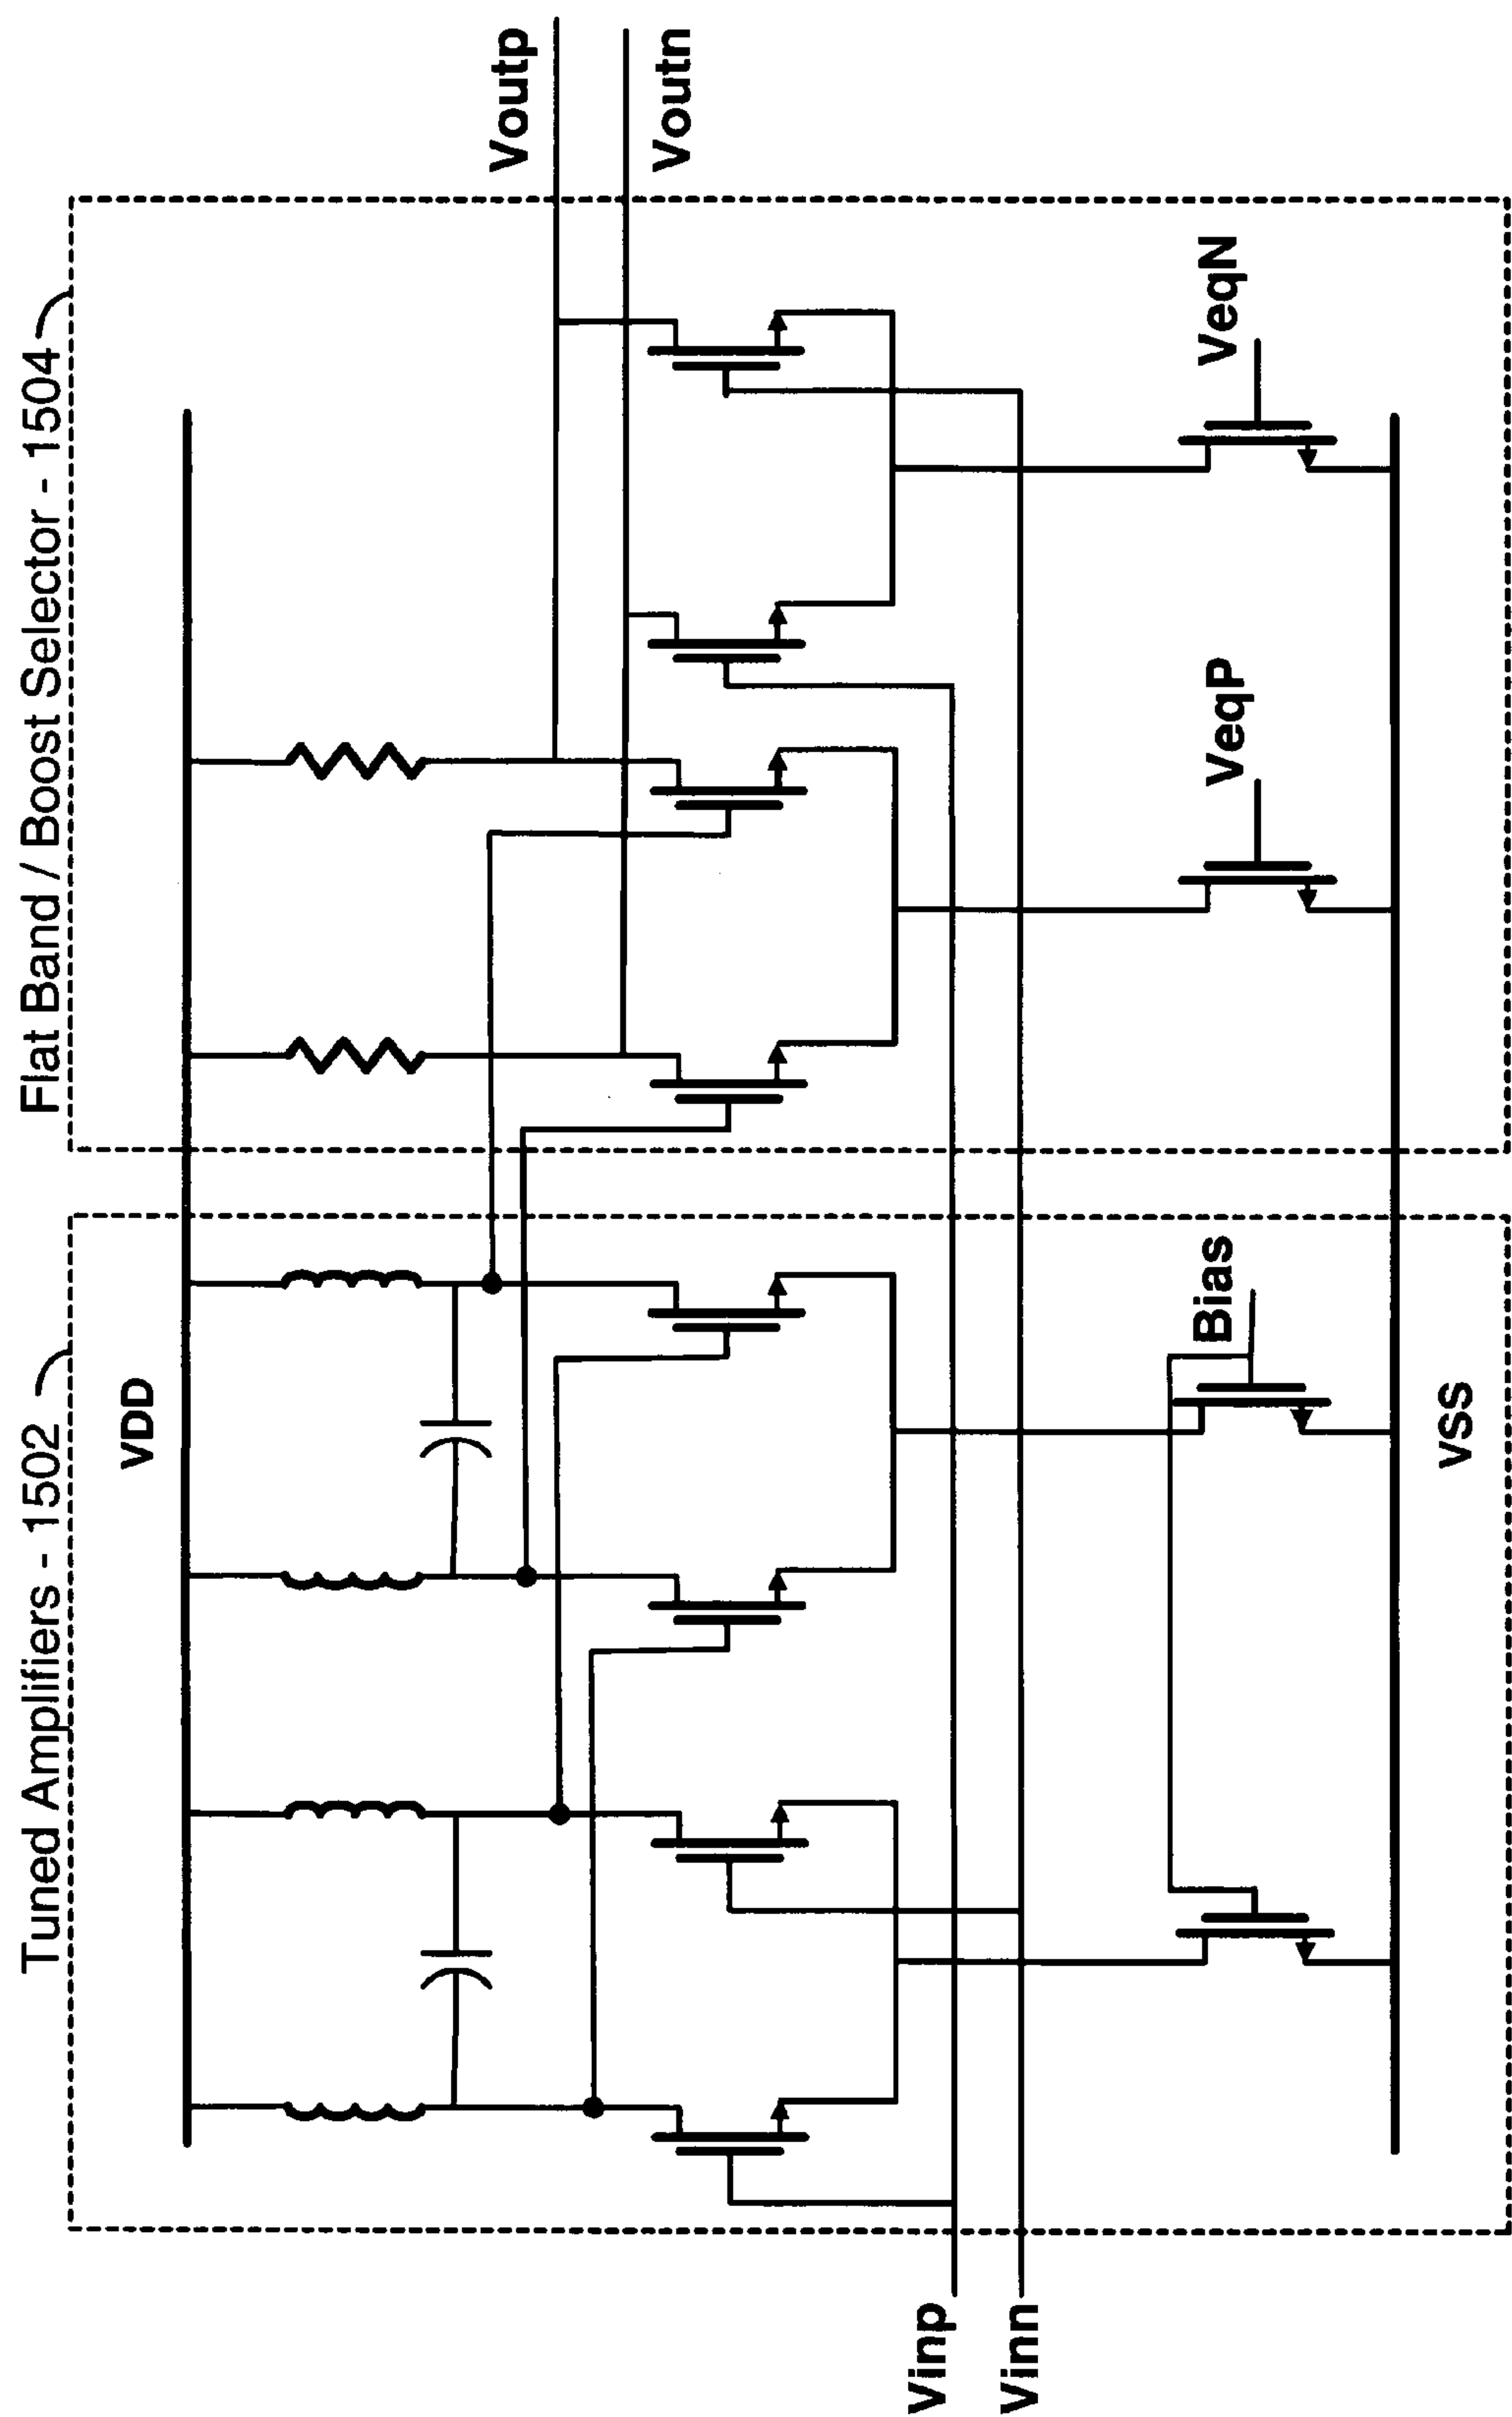 Tuned Amplifiers - 1502
Flat Band / Boost Selector - 1504
VDD
Voutp
Voutn
Vinp
Vinn
Bias
VeqP
VeqN
VSS